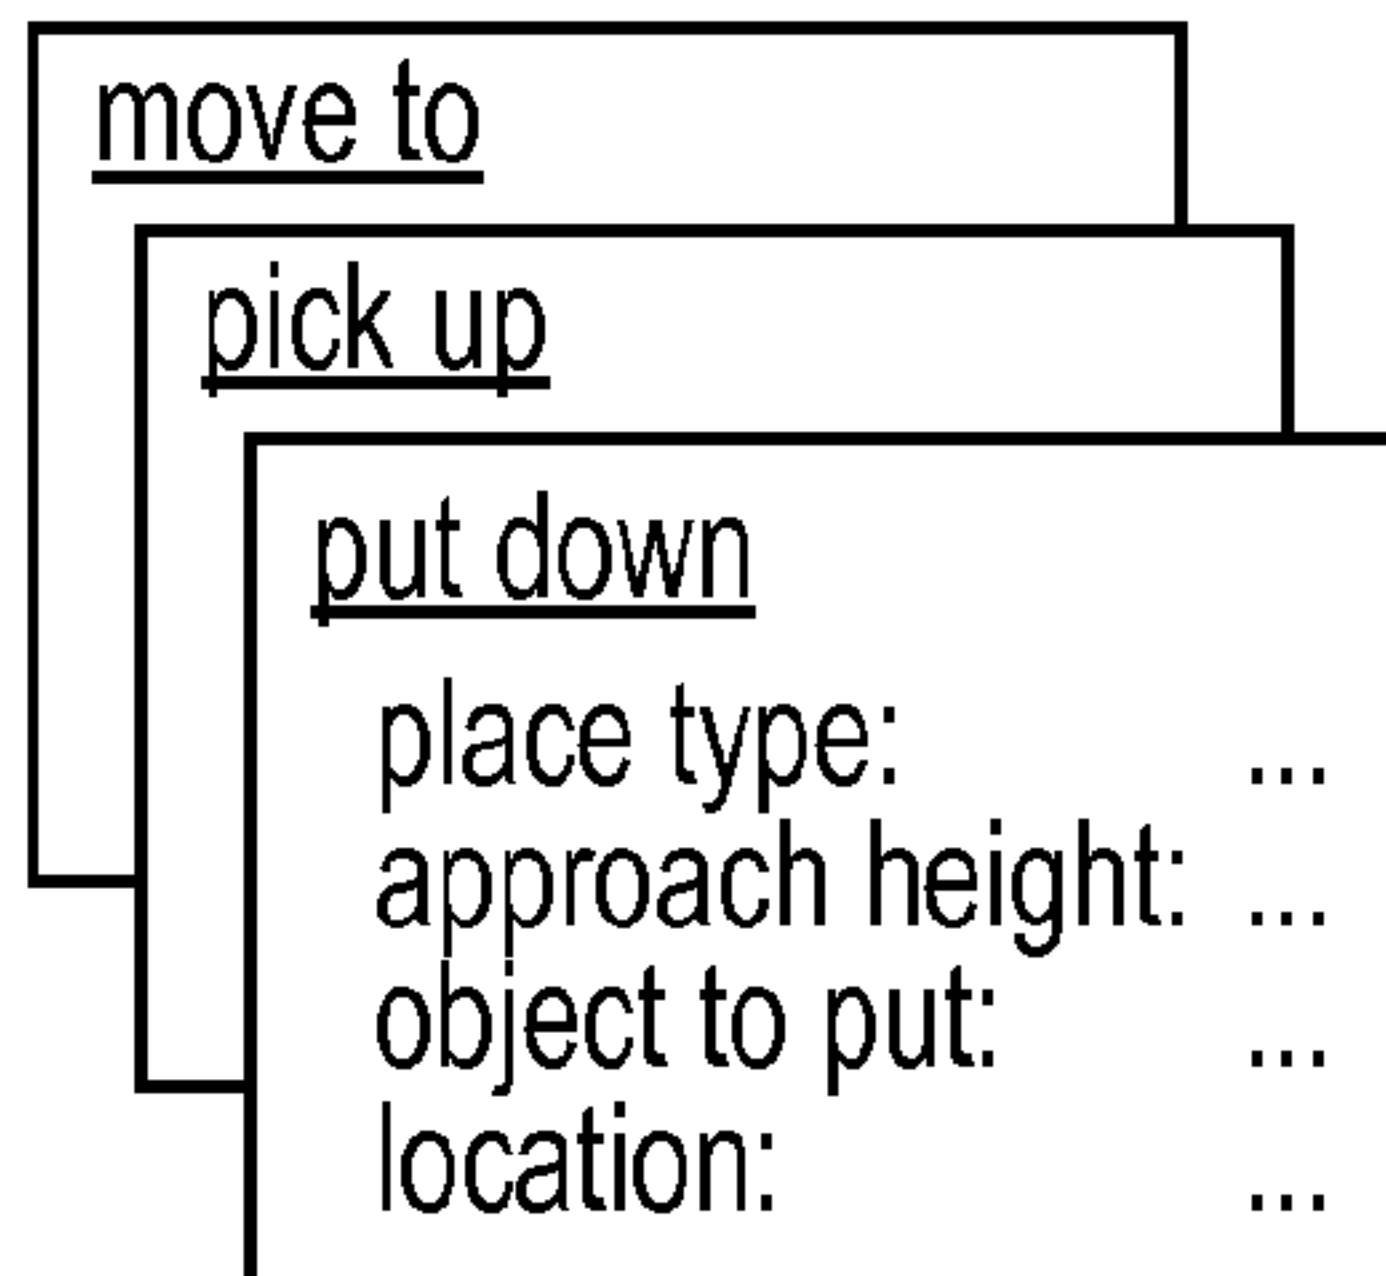 move to
pick up
put down
place type: ...
approach height: ...
object to put: ...
location: ...